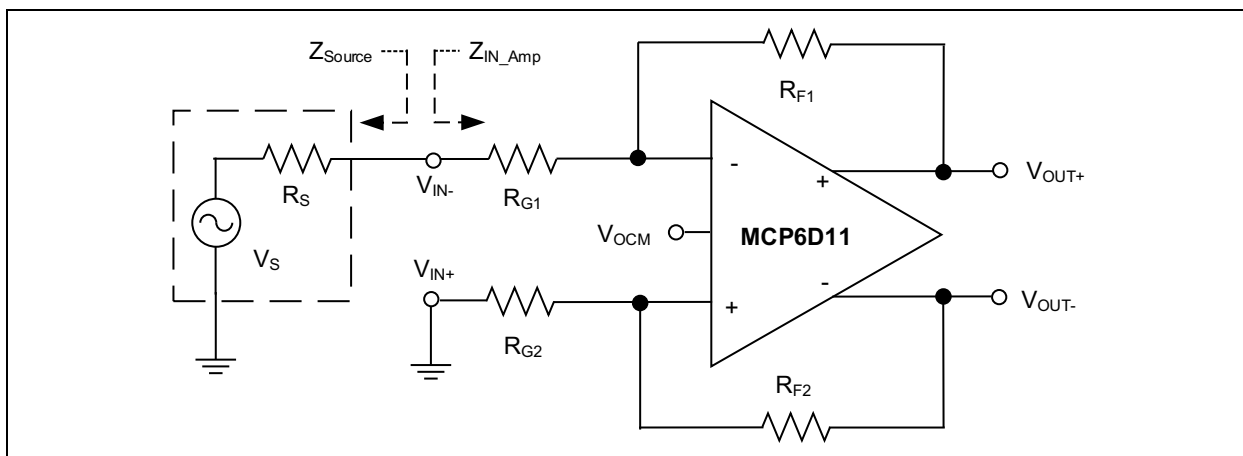 Z_Source
Z_IN_Amp
R_F1
R_S
V_IN-
R_G1
-
+
V_OUT+
V_S
V_OCM
MCP6D11
V_IN+
R_G2
+
-
V_OUT-
R_F2